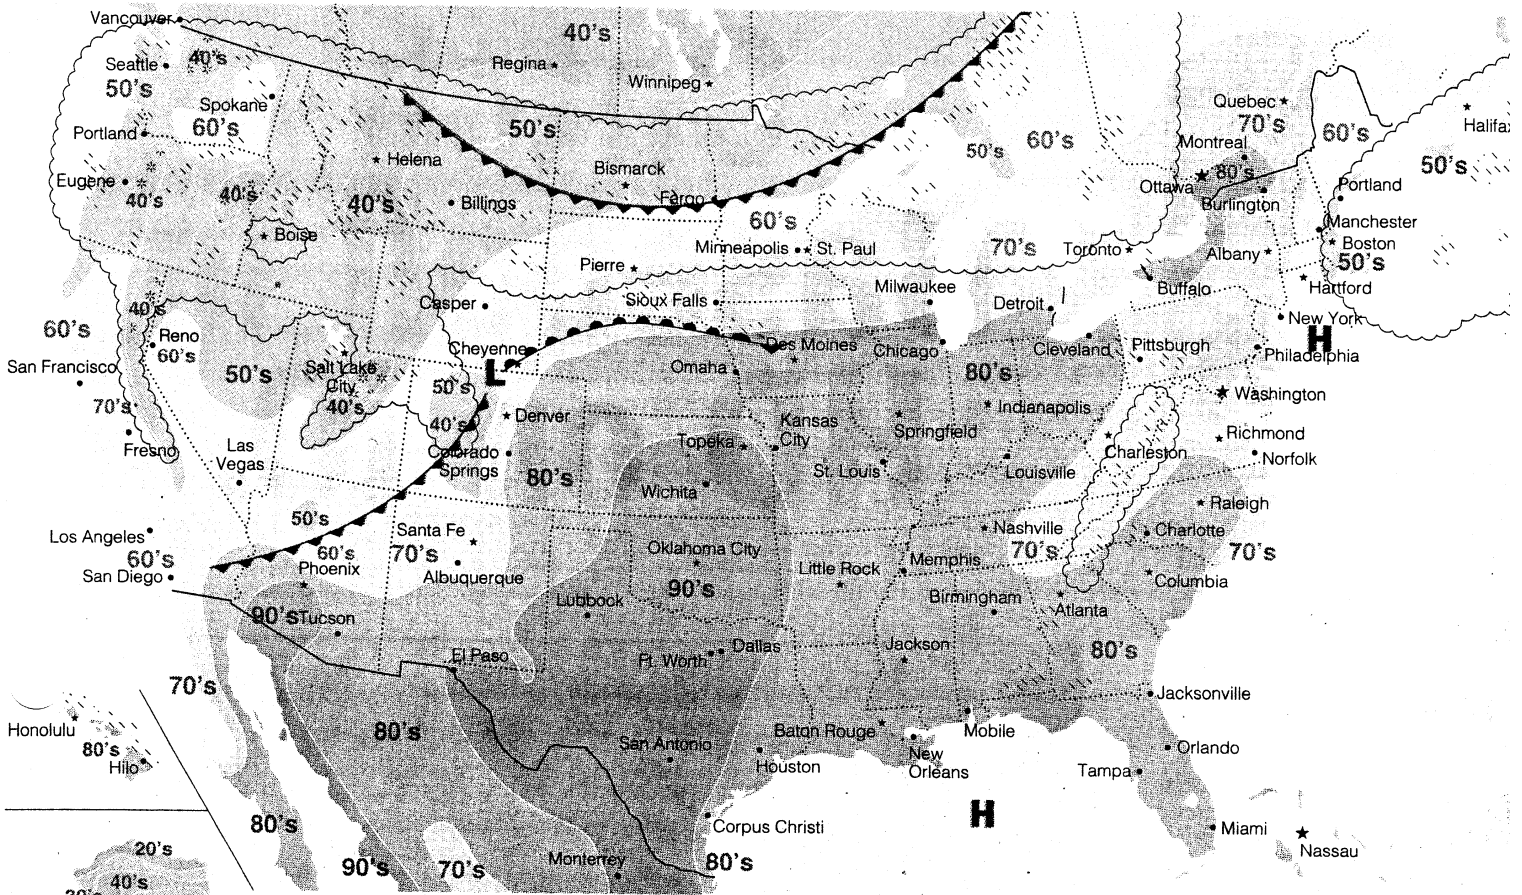 Vancouver
40's
Regina
Winnipeg
40's
Seattle
50's
Spokane
60's
50's
Quebec
70's
60's
Halifax
Portland
Helena
Bismarck
50's
60's
Montreal
50's
Eugene
40's
40's
40's
Billings
Fargo
80's
Ottawa
Burlington
Portland
Boise
60's
Minneapolis
St. Paul
70's
Toronto
Albany
Manchester
Boston
50's
Pierre
Casper
Sioux Falls
Milwaukee
Detroit
Buffalo
Hartford
40's
60's
Reno
60's
New York
H
San Francisco
50's
Salt Lake
City
40's
Cheyenne
L
50's
Omaha
Des Moines
Chicago
80's
Cleveland
Pittsburgh
Philadelphia
70's
Denver
40's
Kansas
City
Springfield
Indianapolis
Washington
Fresno
Las
Vegas
Colorado
Springs
80's
Topeka
St. Louis
Louisville
Charleston
Richmond
Norfolk
Wichita
Raleigh
Los Angeles
50's
60's
Santa Fe
70's
Oklahoma City
Nashville
70's
Charlotte
70's
60's
San Diego
Phoenix
Albuquerque
90's
Little Rock
Memphis
Columbia
90's
Tucson
Lubbock
Birmingham
Atlanta
El Paso
Ft. Worth
Dallas
Jackson
80's
70's
Jacksonville
Honolulu
80's
Hilo
80's
San Antonio
Houston
Baton Rouge
New
Orleans
Mobile
Orlando
Tampa
80's
Corpus Christi
H
Miami
Nassau
20's
40's
90's
70's
Monterrey
80's